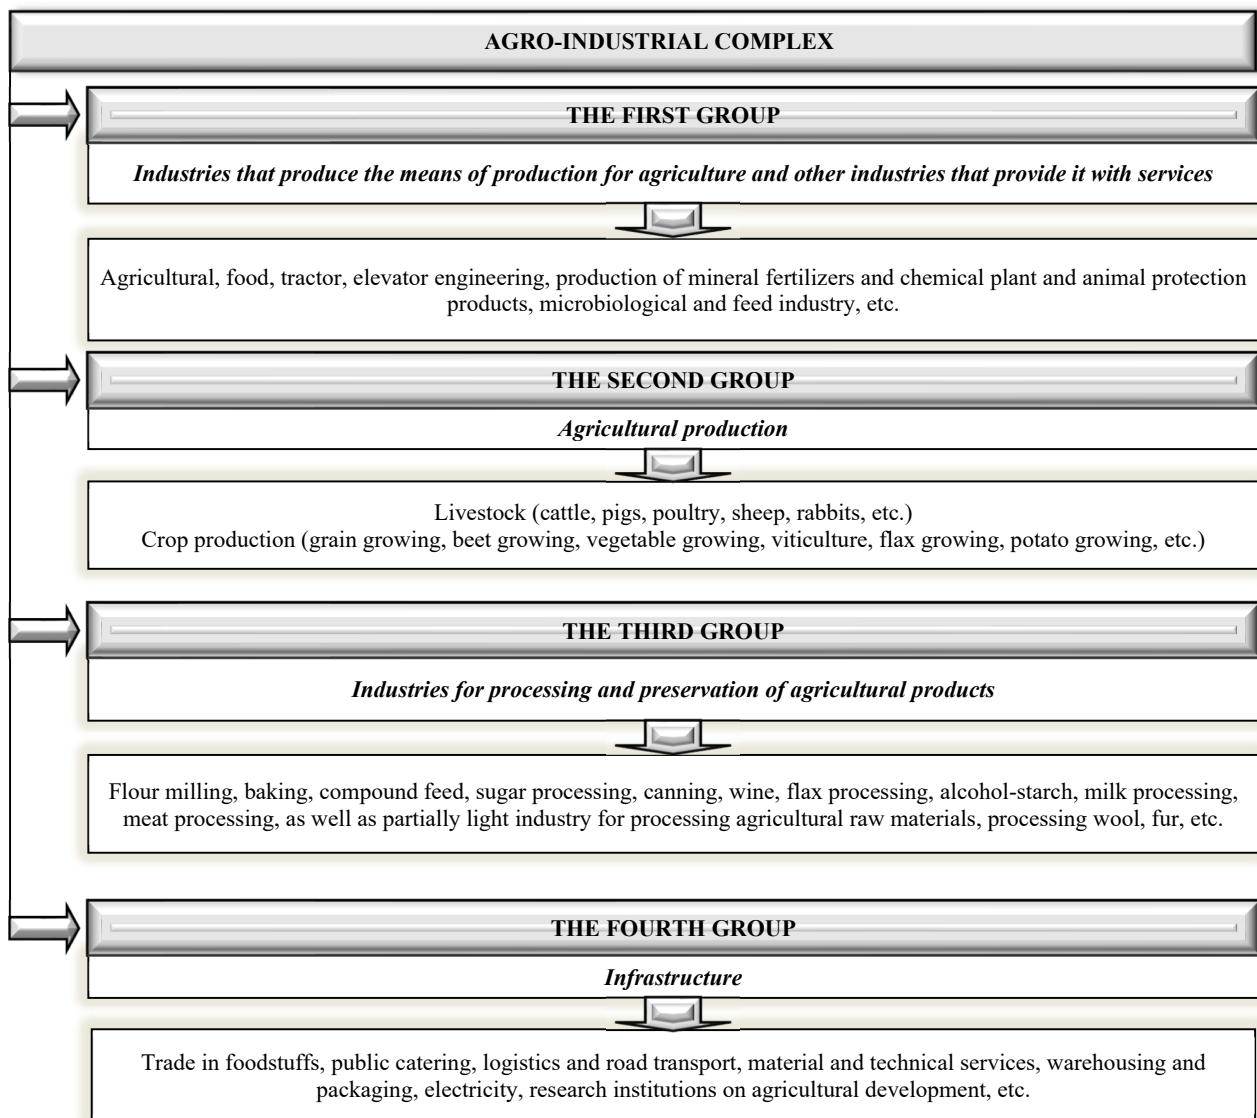 AGRO-INDUSTRIAL COMPLEX
THE FIRST GROUP
Industries that produce the means of production for agriculture and other industries that provide it with services
Agricultural, food, tractor, elevator engineering, production of mineral fertilizers and chemical plant and animal protection
products, microbiological and feed industry, etc.
THE SECOND GROUP
Agricultural production
Livestock (cattle, pigs, poultry, sheep, rabbits, etc.)
Crop production (grain growing, beet growing, vegetable growing, viticulture, flax growing, potato growing, etc.)
THE THIRD GROUP
Industries for processing and preservation of agricultural products
Flour milling, baking, compound feed, sugar processing, canning, wine, flax processing, alcohol-starch, milk processing,
meat processing, as well as partially light industry for processing agricultural raw materials, processing wool, fur, etc.
THE FOURTH GROUP
Infrastructure
Trade in foodstuffs, public catering, logistics and road transport, material and technical services, warehousing and
packaging, electricity, research institutions on agricultural development, etc.